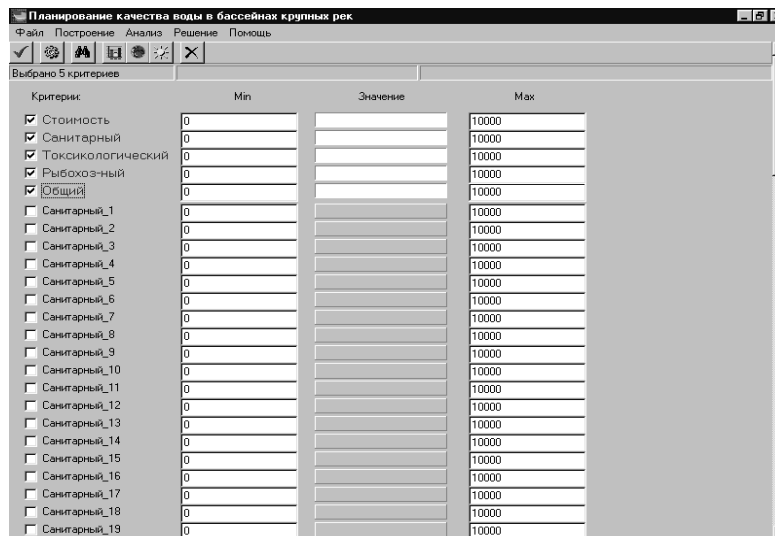 Планирование качества воды в бассейнах крупных рек
Файл Построение Анализ Решение Помощь
Выбрано 5 критериев
Критерии: Min Значение Max
Стоимость 0 10000
Санитарный 0 10000
Токсикологический 0 10000
Рыбохоз-ный 0 10000
Общий 0 10000
Санитарный_1 0 10000
Санитарный_2 0 10000
Санитарный_3 0 10000
Санитарный_4 0 10000
Санитарный_5 0 10000
Санитарный_6 0 10000
Санитарный_7 0 10000
Санитарный_8 0 10000
Санитарный_9 0 10000
Санитарный_10 0 10000
Санитарный_11 0 10000
Санитарный_12 0 10000
Санитарный_13 0 10000
Санитарный_14 0 10000
Санитарный_15 0 10000
Санитарный_16 0 10000
Санитарный_17 0 10000
Санитарный_18 0 10000
Санитарный_19 0 10000